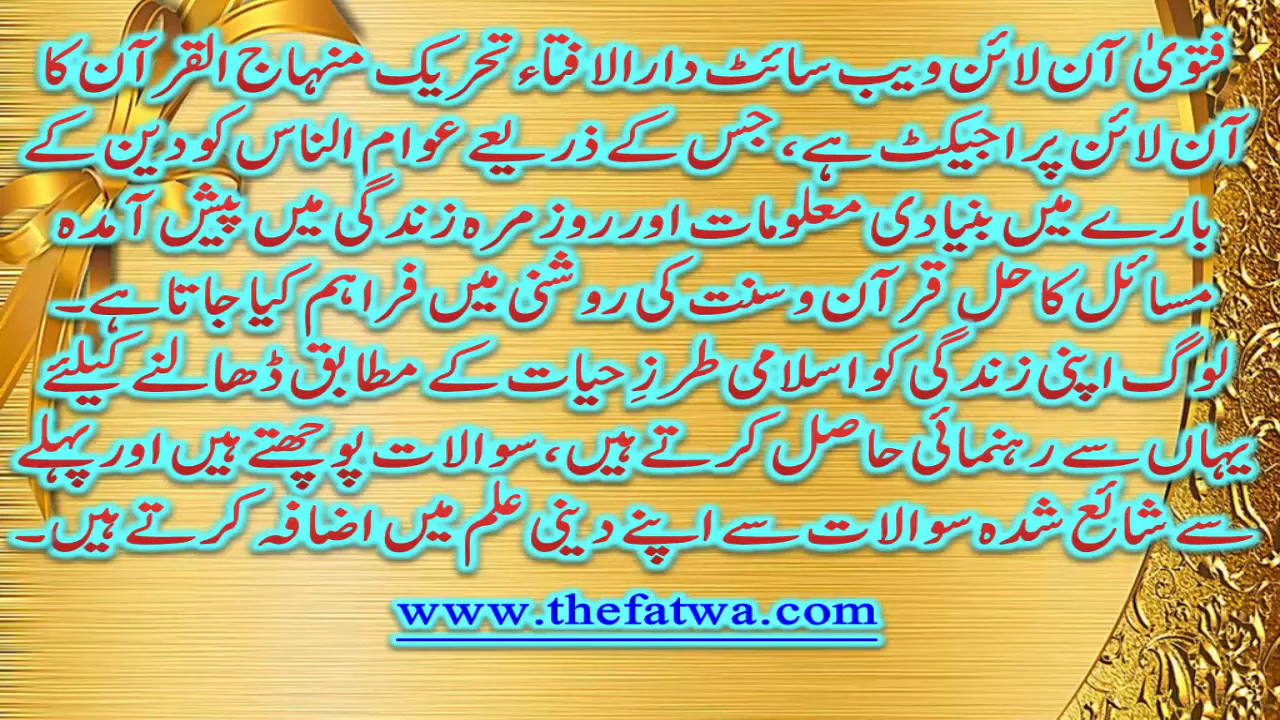 فتویٰ آن لائن ویب سائٹ دارالافتاء تحریک منہاج القرآن کا
آن لائن پراجیکٹ ہے، جس کے ذریعے عوام الناس کو دین کے
بارے میں بنیادی معلومات اور روز مرہ زندگی میں پیش آمدہ
مسائل کا حل قرآن و سنت کی روشنی میں فراہم کیا جاتا ہے۔
لوگ اپنی زندگی کو اسلامی طرزِ حیات کے مطابق ڈھالنے کیلئے
یہاں سے رہنمائی حاصل کرتے ہیں، سوالات پوچھتے ہیں اور پہلے
سے شائع شدہ سوالات سے اپنے دینی علم میں اضافہ کرتے ہیں۔
www.thefatwa.com